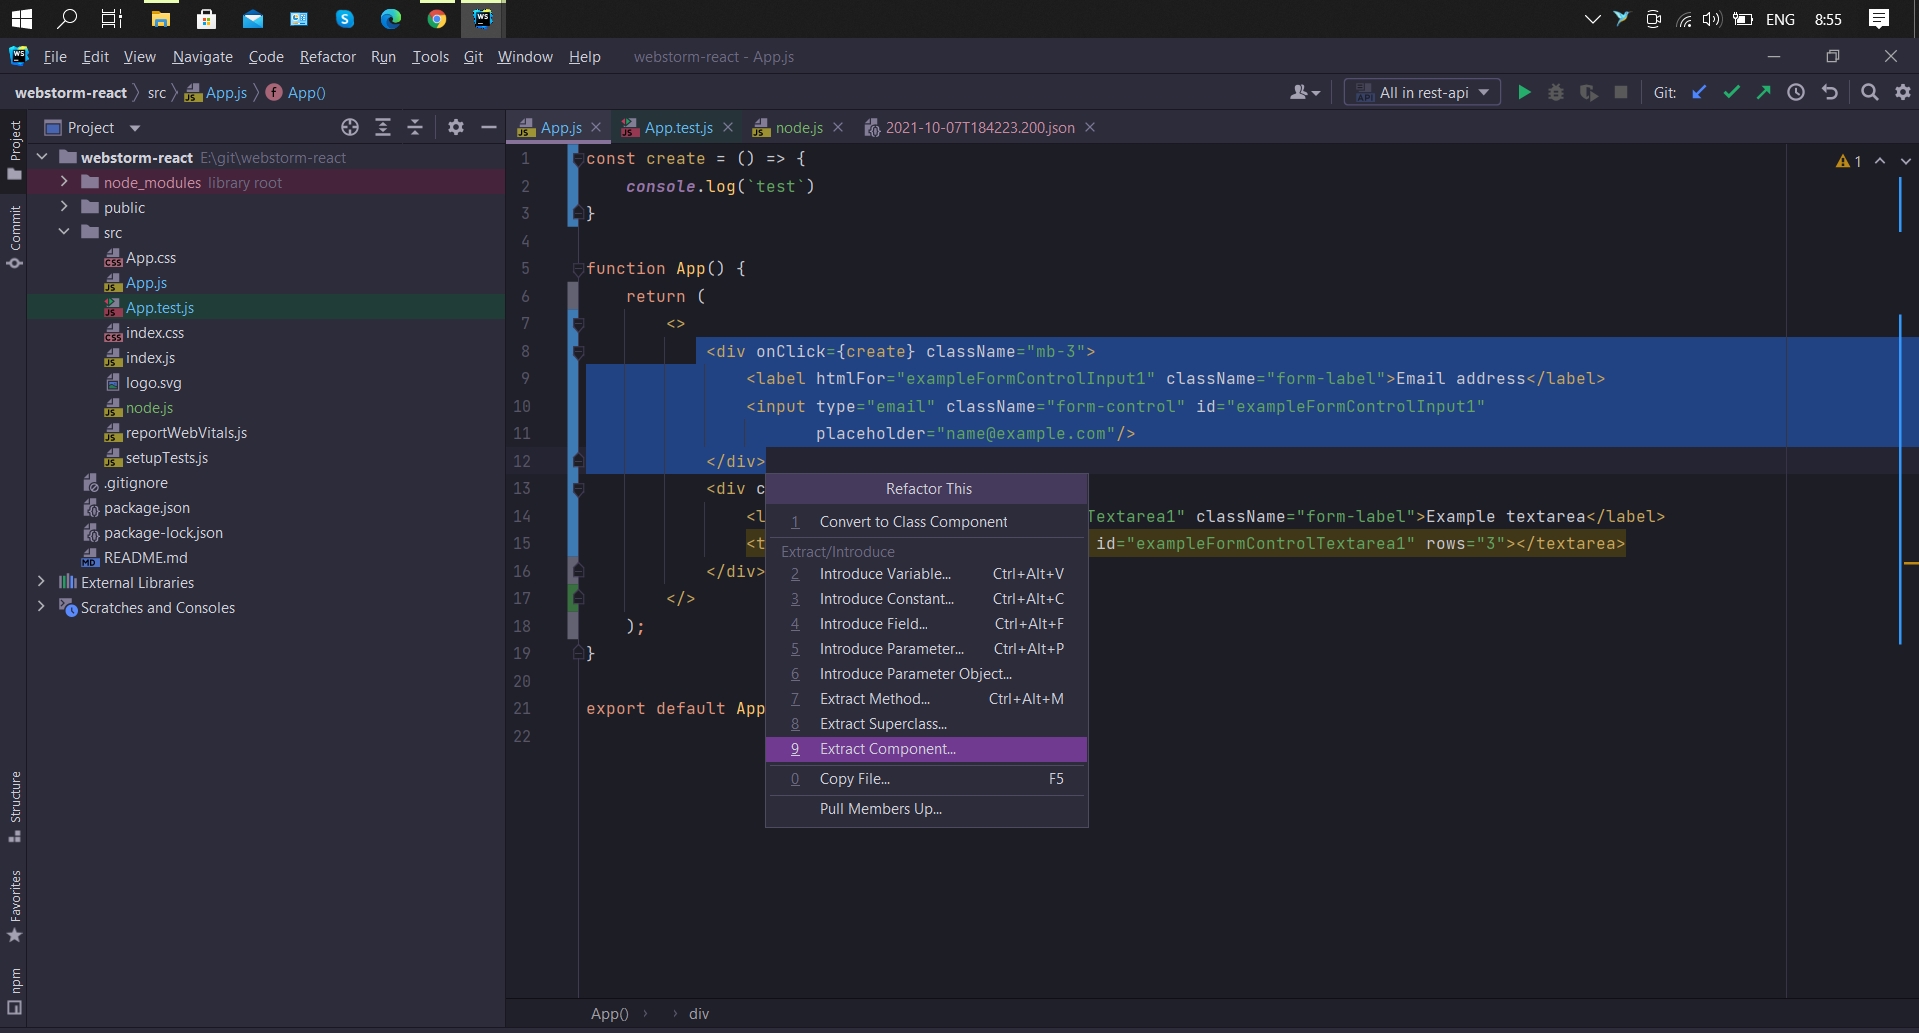 ENG 8:55
WS File Edit View Navigate Code Refactor Run Tools Git Window Help webstorm-react - App.js
webstorm-react src App.js App() All in rest-api Git:
Project App.js App.test.js node.js 2021-10-07T184223.200.json
Project
Commit
Structure
Favorites
npm
webstorm-react E:\git\webstorm-react
node_modules library root
public
src
App.css
App.js
App.test.js
index.css
index.js
logo.svg
node.js
reportWebVitals.js
setupTests.js
.gitignore
package.json
package-lock.json
README.md
External Libraries
Scratches and Consoles
1 const create = () => {
2 console.log(`test`)
3 }
4
5 function App() {
6 return (
7 <>
8 <div onClick={create} className="mb-3">
9 <label htmlFor="exampleFormControlInput1" className="form-label">Email address</label>
10 <input type="email" className="form-control" id="exampleFormControlInput1"
11 placeholder="name@example.com"/>
12 </div>
13 <div c
14 <l Textarea1" className="form-label">Example textarea</label>
15 <t id="exampleFormControlTextarea1" rows="3"></textarea>
16 </div>
17 </>
18 );
19 }
20
21 export default App
22
1
Refactor This
1 Convert to Class Component
Extract/Introduce
2 Introduce Variable... Ctrl+Alt+V
3 Introduce Constant... Ctrl+Alt+C
4 Introduce Field... Ctrl+Alt+F
5 Introduce Parameter... Ctrl+Alt+P
6 Introduce Parameter Object...
7 Extract Method... Ctrl+Alt+M
8 Extract Superclass...
9 Extract Component...
0 Copy File... F5
Pull Members Up...
App() › › div